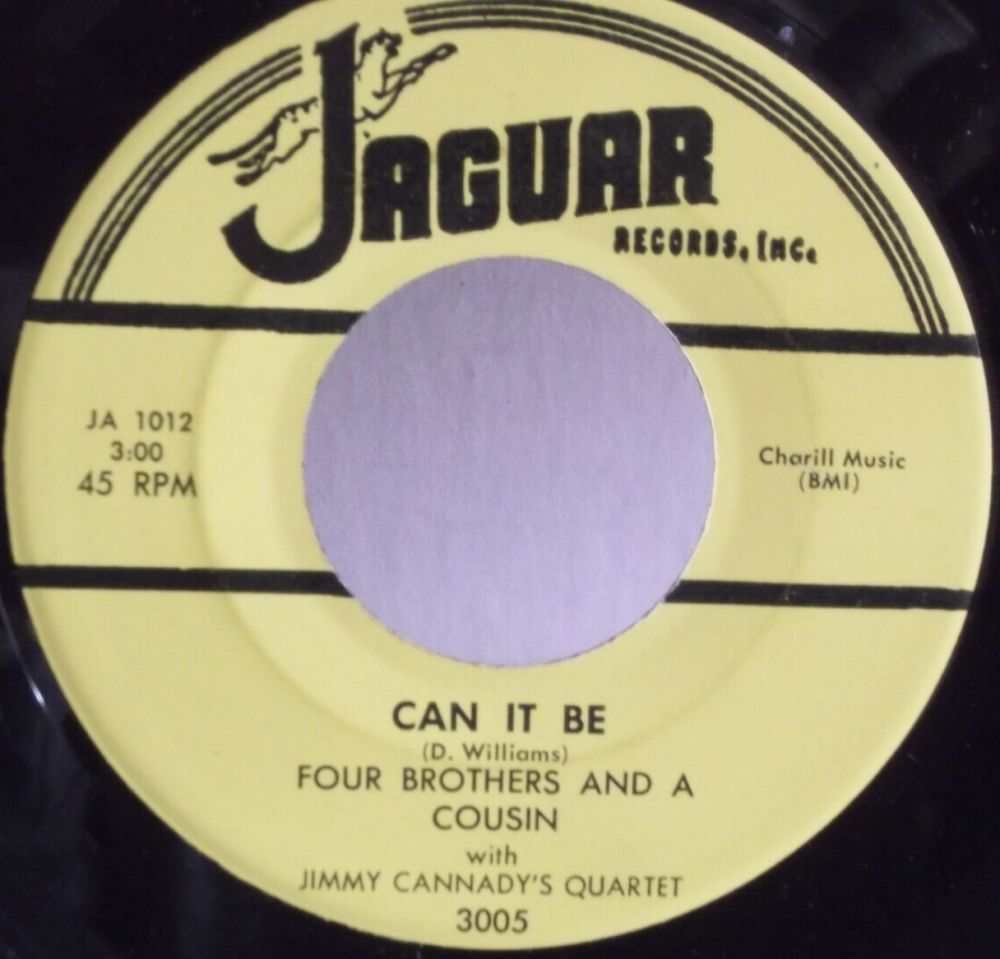 JAGUAR
RECORDS, INC.
JA 1012
3:00
45 RPM
Charill Music
(BMI)
CAN IT BE
(D. Williams)
FOUR BROTHERS AND A
COUSIN
with
JIMMY CANNADY'S QUARTET
3005